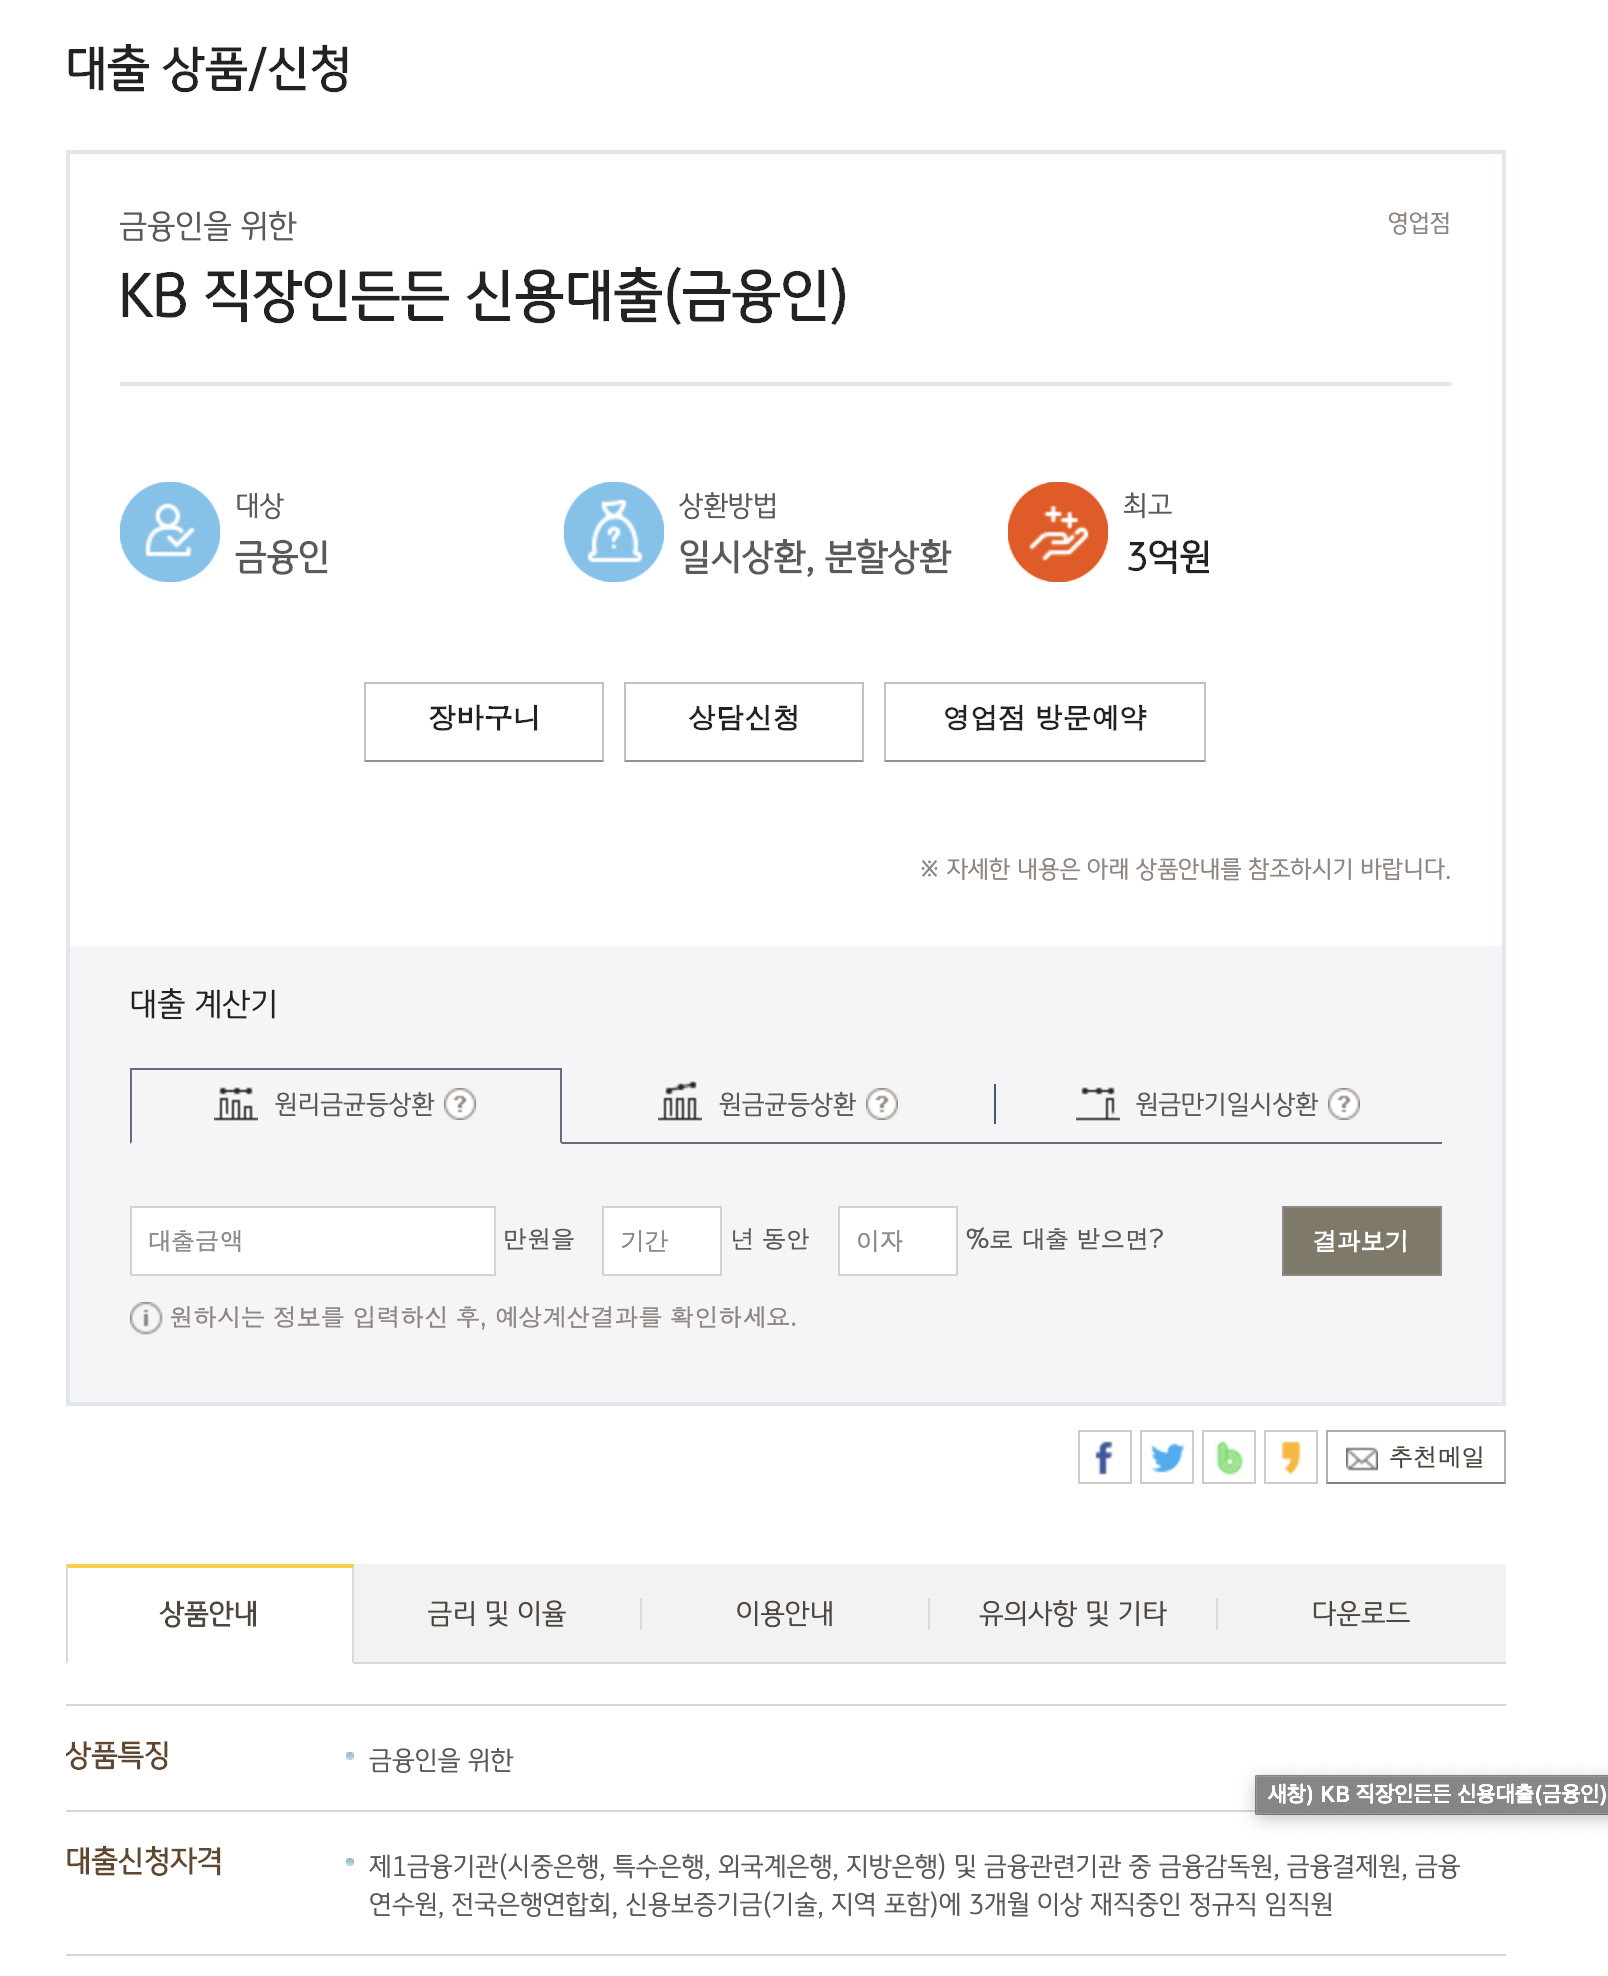 대출 상품/신청
금융인을 위한
영업점
KB 직장인든든 신용대출(금융인)
대상
금융인
상환방법
일시상환, 분할상환
최고
3억원
장바구니
상담신청
영업점 방문예약
※ 자세한 내용은 아래 상품안내를 참조하시기 바랍니다.
대출 계산기
원리금균등상환 ?
원금균등상환 ?
원금만기일시상환 ?
대출금액 만원을 기간 년 동안 이자 %로 대출 받으면? 결과보기
i 원하시는 정보를 입력하신 후, 예상계산결과를 확인하세요.
추천메일
상품안내
금리 및 이율
이용안내
유의사항 및 기타
다운로드
상품특징
금융인을 위한
새창) KB 직장인든든 신용대출(금융인)
대출신청자격
제1금융기관(시중은행, 특수은행, 외국계은행, 지방은행) 및 금융관련기관 중 금융감독원, 금융결제원, 금융
연수원, 전국은행연합회, 신용보증기금(기술, 지역 포함)에 3개월 이상 재직중인 정규직 임직원